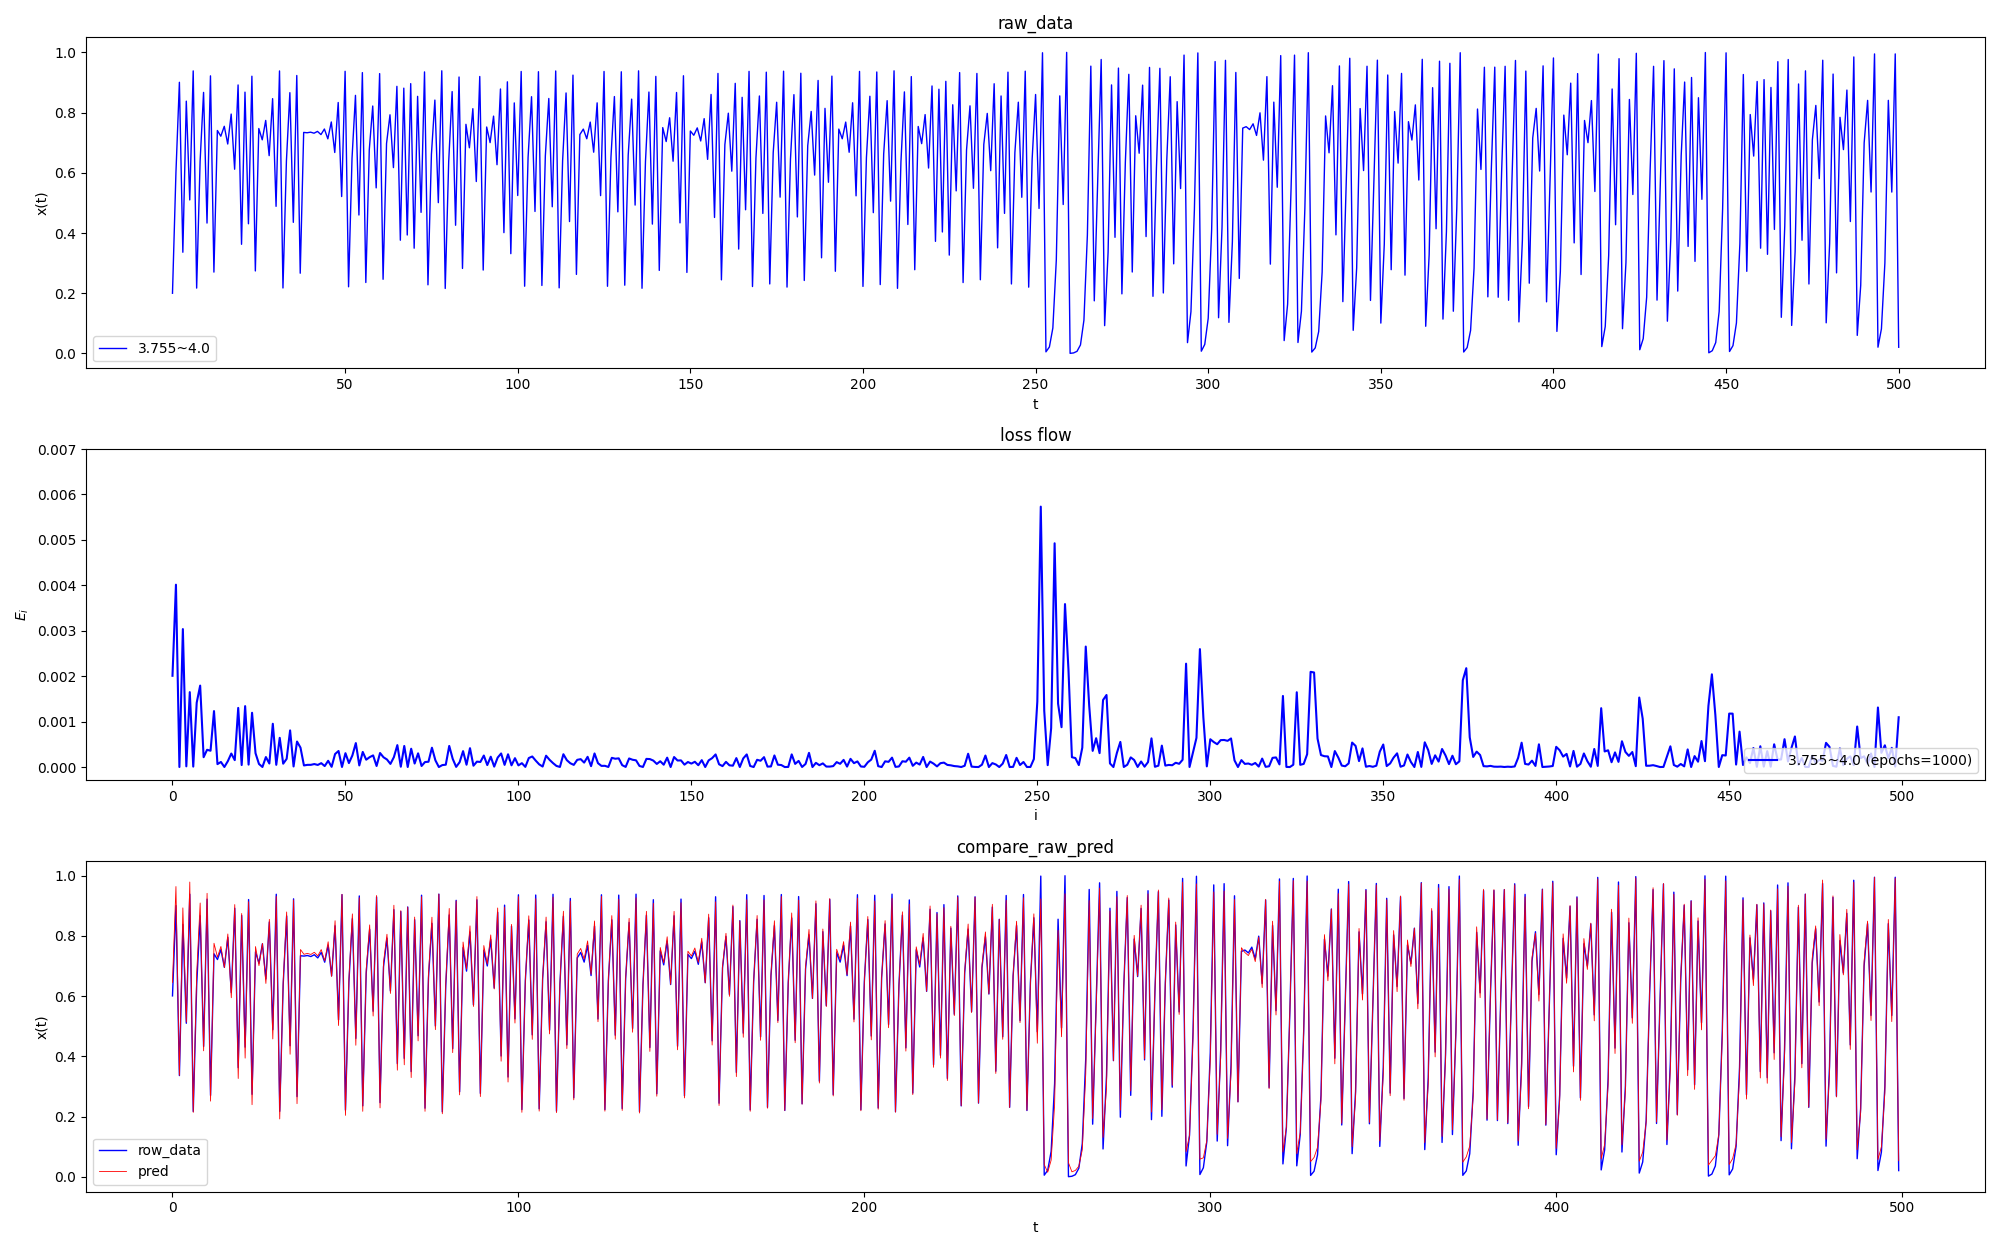 raw_data
1.0
0.8
0.6
0.4
0.2
0.0
x(t)
3.755~4.0
50 100 150 200 250 300 350 400 450 500
t
loss flow
0.007
0.006
0.005
0.004
0.003
0.002
0.001
0.000
E_i
3.755~4.0 (epochs=1000)
0 50 100 150 200 250 300 350 400 450 500
i
compare_raw_pred
1.0
0.8
0.6
0.4
0.2
0.0
x(t)
row_data
pred
0 100 200 300 400 500
t